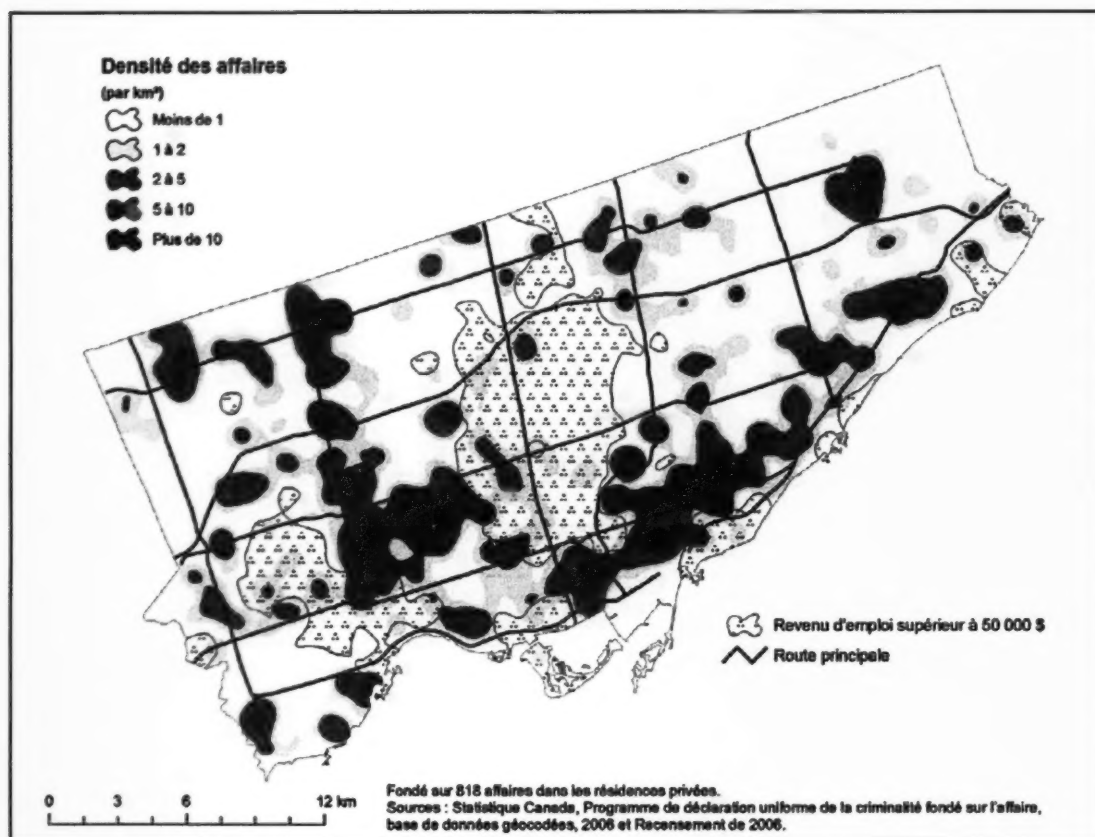 Densité des affaires
(par km²)
Moins de 1
1 à 2
2 à 5
5 à 10
Plus de 10
Revenu d'emploi supérieur à 50 000 $
Route principale
0 3 6 12 km
Fondé sur 818 affaires dans les résidences privées.
Sources : Statistique Canada, Programme de déclaration uniforme de la criminalité fondé sur l'affaire,
base de données géocodées, 2006 et Recensement de 2006.